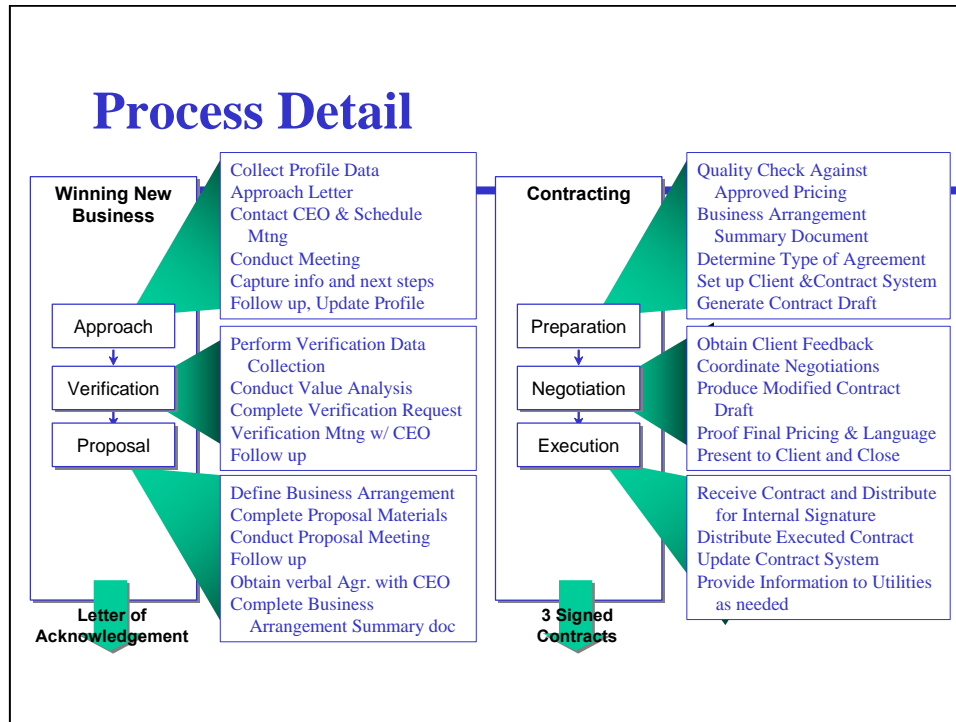 Process Detail
Winning New
Business
Approach
Verification
Proposal
Letter of
Acknowledgement
Collect Profile Data
Approach Letter
Contact CEO & Schedule
Mtng
Conduct Meeting
Capture info and next steps
Follow up, Update Profile
Perform Verification Data
Collection
Conduct Value Analysis
Complete Verification Request
Verification Mtng w/ CEO
Follow up
Define Business Arrangement
Complete Proposal Materials
Conduct Proposal Meeting
Follow up
Obtain verbal Agr. with CEO
Complete Business
Arrangement Summary doc
Contracting
Preparation
Negotiation
Execution
3 Signed
Contracts
Quality Check Against
Approved Pricing
Business Arrangement
Summary Document
Determine Type of Agreement
Set up Client &Contract System
Generate Contract Draft
Obtain Client Feedback
Coordinate Negotiations
Produce Modified Contract
Draft
Proof Final Pricing & Language
Present to Client and Close
Receive Contract and Distribute
for Internal Signature
Distribute Executed Contract
Update Contract System
Provide Information to Utilities
as needed